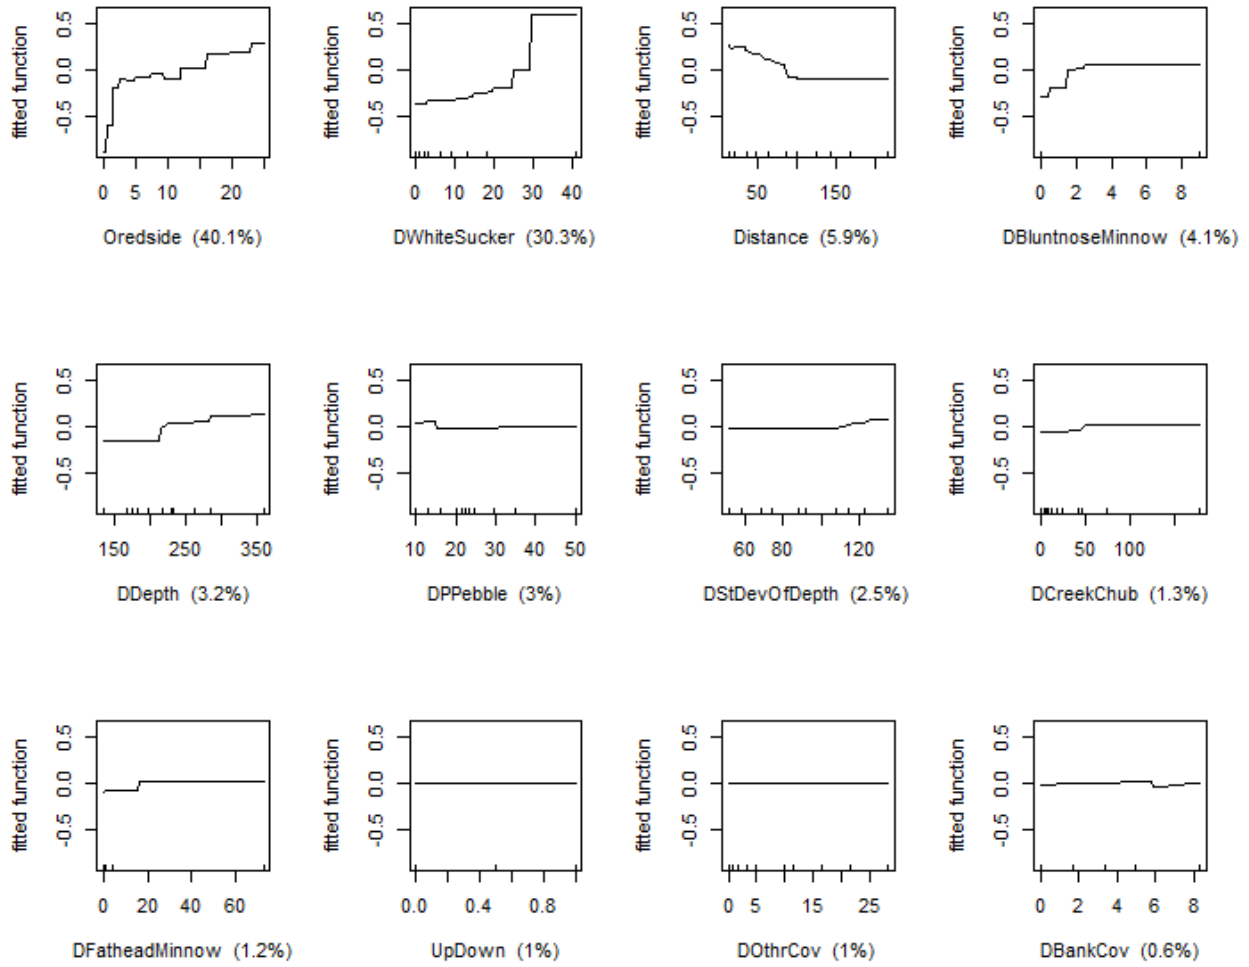 fitted function
0.5
0.0
-0.5
0 5 10 20
Oredside (40.1%)
fitted function
0.5
0.0
-0.5
0 10 20 30 40
DWhiteSucker (30.3%)
fitted function
0.5
0.0
-0.5
50 150
Distance (5.9%)
fitted function
0.5
0.0
-0.5
0 2 4 6 8
DBluntnoseMinnow (4.1%)
fitted function
0.5
0.0
-0.5
150 250 350
DDepth (3.2%)
fitted function
0.5
0.0
-0.5
10 20 30 40 50
DPPebble (3%)
fitted function
0.5
0.0
-0.5
60 80 120
DStDevOfDepth (2.5%)
fitted function
0.5
0.0
-0.5
0 50 100
DCreekChub (1.3%)
fitted function
0.5
0.0
-0.5
0 20 40 60
DFatheadMinnow (1.2%)
fitted function
0.5
0.0
-0.5
0.0 0.4 0.8
UpDown (1%)
fitted function
0.5
0.0
-0.5
0 5 15 25
DOthrCov (1%)
fitted function
0.5
0.0
-0.5
0 2 4 6 8
DBankCov (0.6%)